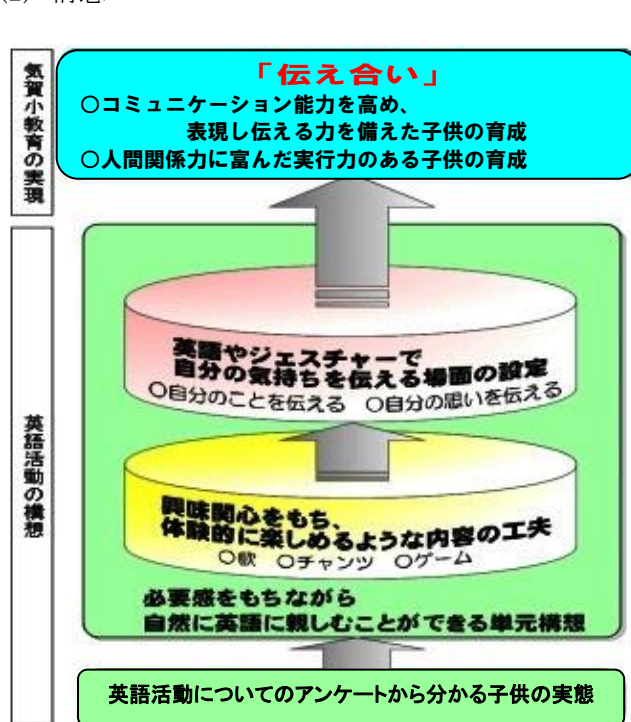 気賀小教育の実現
「伝え合い」
○コミュニケーション能力を高め、
表現し伝える力を備えた子供の育成
○人間関係力に富んだ実行力のある子供の育成
英語活動の構想
英語やジェスチャーで
自分の気持ちを伝える場面の設定
○自分のことを伝える ○自分の思いを伝える
興味関心をもち、
体験的に楽しめるような内容の工夫
○歌 ○チャンツ ○ゲーム
必要感をもちながら
自然に英語に親しむことができる単元構想
英語活動についてのアンケートから分かる子供の実態